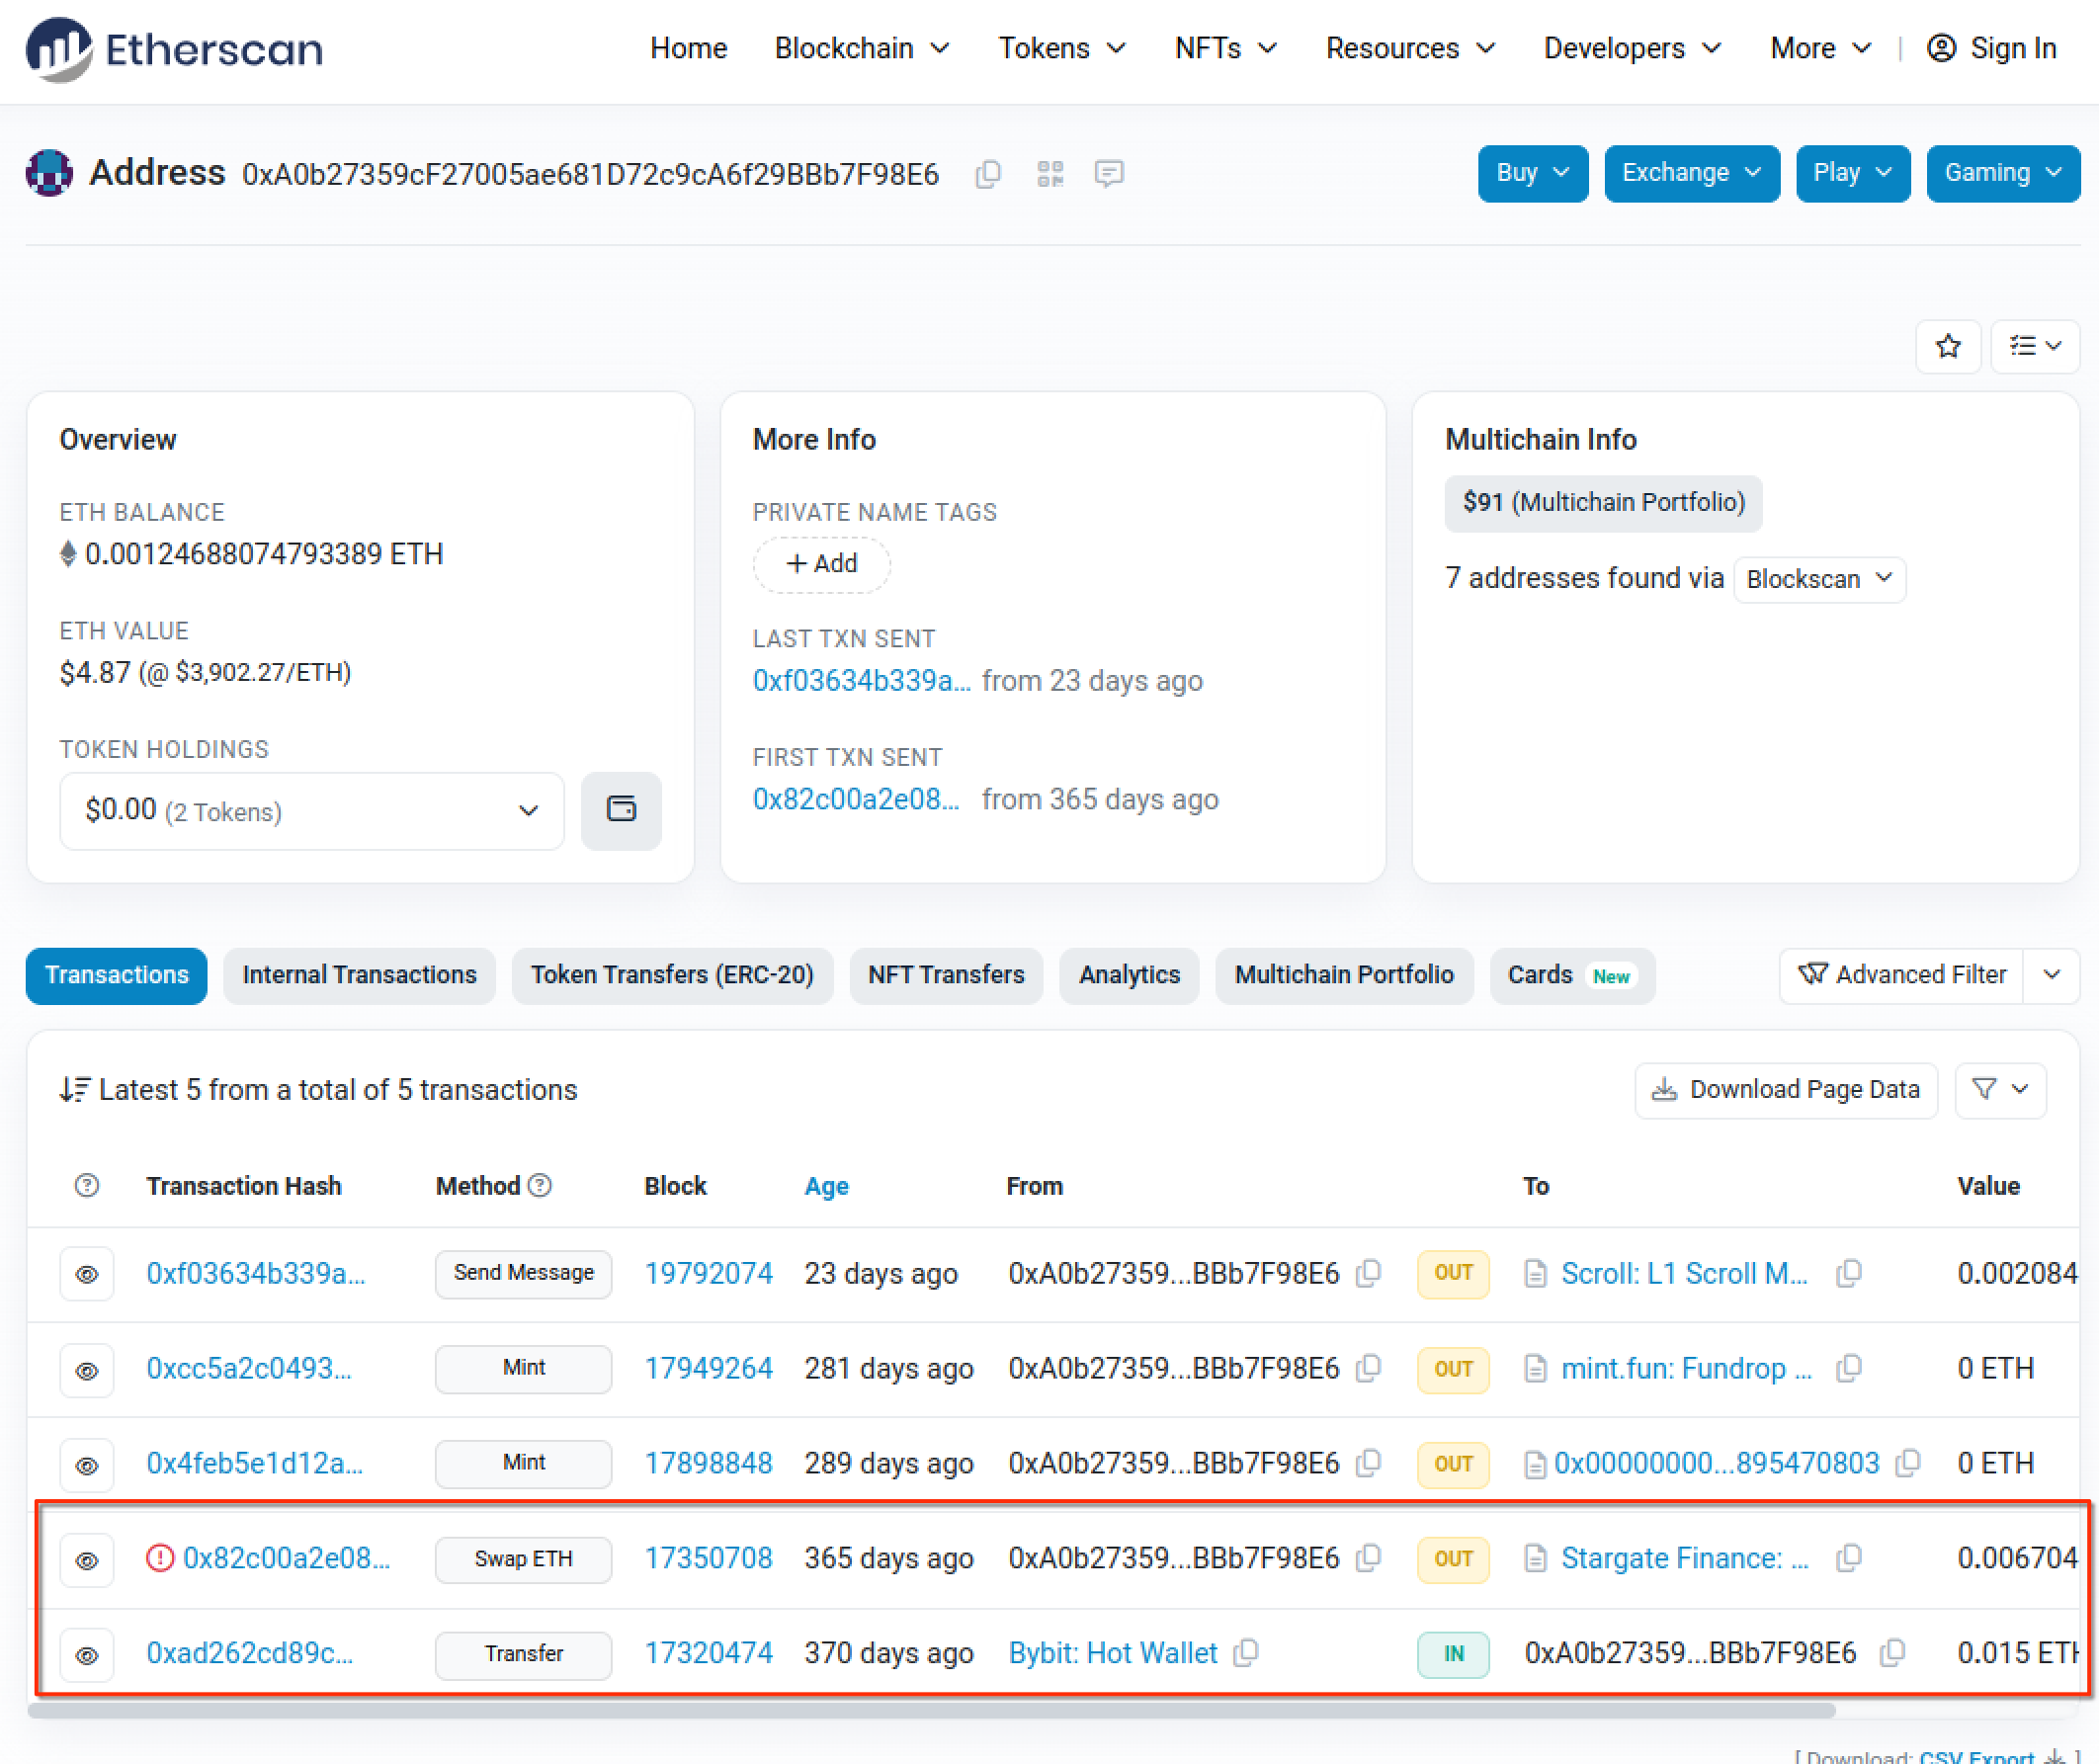 Etherscan
Home Blockchain Tokens NFTs Resources Developers More | Sign In
Address 0xA0b27359cF27005ae681D72c9cA6f29BBb7F98E6
Buy Exchange Play Gaming
Overview
ETH BALANCE
0.00124688074793389 ETH
ETH VALUE
$4.87 (@ $3,902.27/ETH)
TOKEN HOLDINGS
$0.00 (2 Tokens)
More Info
PRIVATE NAME TAGS
+ Add
LAST TXN SENT
0xf03634b339a... from 23 days ago
FIRST TXN SENT
0x82c00a2e08... from 365 days ago
Multichain Info
$91 (Multichain Portfolio)
7 addresses found via Blockscan
Transactions Internal Transactions Token Transfers (ERC-20) NFT Transfers Analytics Multichain Portfolio Cards New Advanced Filter
Latest 5 from a total of 5 transactions
Download Page Data
Transaction Hash Method Block Age From To Value
0xf03634b339a... Send Message 19792074 23 days ago 0xA0b27359...BBb7F98E6 OUT Scroll: L1 Scroll M... 0.002084
0xcc5a2c0493... Mint 17949264 281 days ago 0xA0b27359...BBb7F98E6 OUT mint.fun: Fundrop ... 0 ETH
0x4feb5e1d12a... Mint 17898848 289 days ago 0xA0b27359...BBb7F98E6 OUT 0x00000000...895470803 0 ETH
0x82c00a2e08... Swap ETH 17350708 365 days ago 0xA0b27359...BBb7F98E6 OUT Stargate Finance: ... 0.006704
0xad262cd89c... Transfer 17320474 370 days ago Bybit: Hot Wallet IN 0xA0b27359...BBb7F98E6 0.015 ETH
[ Download: CSV Export ]